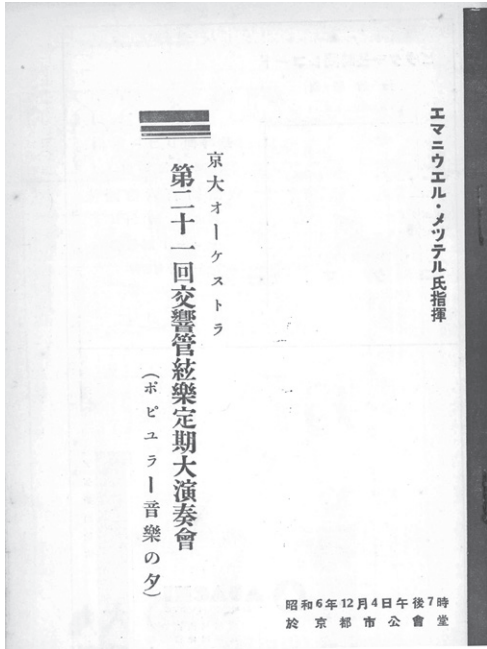 エマニウエル・メツテル氏指揮
京大オーケストラ
第二十一回交響管絃樂定期大演奏會
（ポピユラー音樂の夕）
昭和6年12月4日午後7時
於京都市公會堂